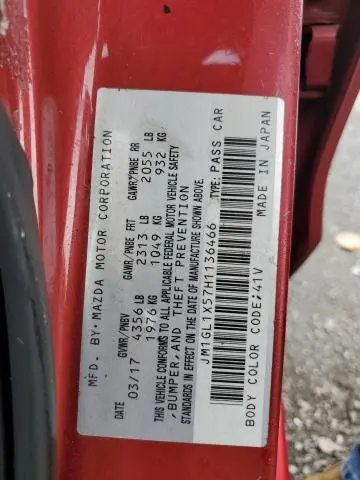 MFD. BY. MAZDA MOTOR CORPORATION
DATE GVWR/PNBV GAWR/PNBE FRT GAWR/PNBE RR
03/17 4356 LB 2313 LB 2055 LB
1976 KG 1049 KG 932 KG
THIS VEHICLE CONFORMS TO ALL APPLICABLE FEDERAL MOTOR VEHICLE SAFETY
, BUMPER, AND THEFT PREVENTION
STANDARDS IN EFFECT ON THE DATE OF MANUFACTURE SHOWN ABOVE.
JM1GL1X57H1136466 TYPE: PASS CAR
BODY COLOR CODE:41V MADE IN JAPAN